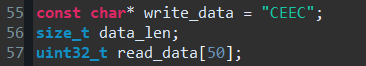 55 const char* write_data = "CEEC";
56 size_t data_len;
57 uint32_t read_data[50];